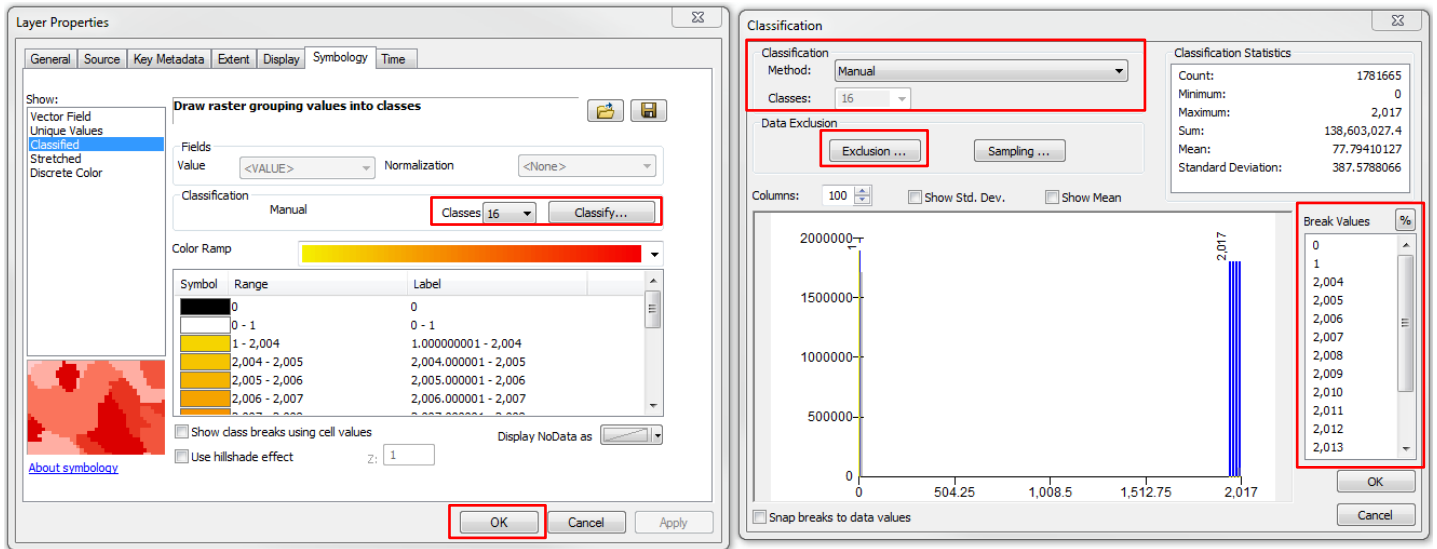 Layer Properties
General Source Key Metadata Extent Display Symbology Time
Show:
Vector Field
Unique Values
Classified
Stretched
Discrete Color
Draw raster grouping values into classes
Fields
Value <VALUE> Normalization <None>
Classification
Manual Classes 16 Classify...
Color Ramp
Symbol Range Label
0 0
0 - 1 0 - 1
1 - 2,004 1.000000001 - 2,004
2,004 - 2,005 2,004.000001 - 2,005
2,005 - 2,006 2,005.000001 - 2,006
2,006 - 2,007 2,006.000001 - 2,007
Show class breaks using cell values Display NoData as
Use hillshade effect Z: 1
About symbology
OK Cancel Apply
Classification
Classification
Method: Manual
Classes: 16
Data Exclusion
Exclusion ... Sampling ...
Classification Statistics
Count: 1781665
Minimum: 0
Maximum: 2,017
Sum: 138,603,027.4
Mean: 77.79410127
Standard Deviation: 387.5788066
Columns: 100 Show Std. Dev. Show Mean
2000000
1500000
1000000
500000
0
1
2,017
0 504.25 1,008.5 1,512.75 2,017
Break Values %
0
1
2,004
2,005
2,006
2,007
2,008
2,009
2,010
2,011
2,012
2,013
Snap breaks to data values
OK
Cancel